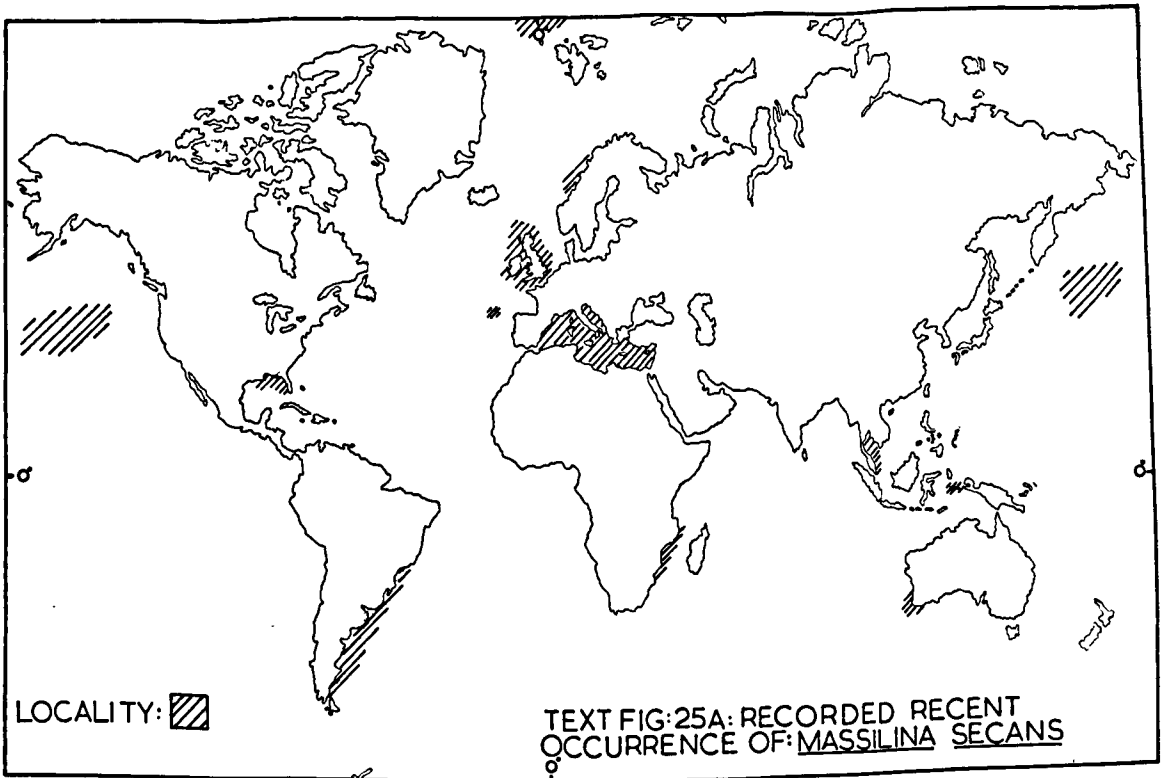 LOCALITY:
TEXT FIG:25A: RECORDED RECENT
OCCURRENCE OF: MASSILINA SECANS